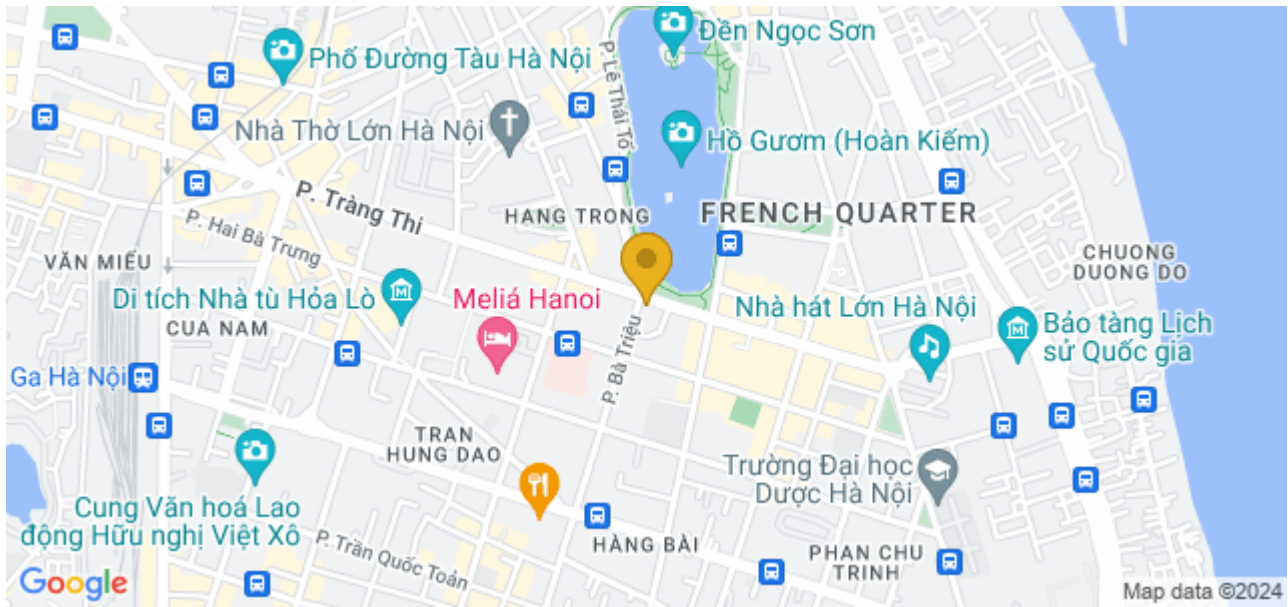 Đền Ngọc Sơn
Phố Đường Tàu Hà Nội
P. Lê Thái Tổ
Nhà Thờ Lớn Hà Nội
Hồ Gươm (Hoàn Kiếm)
P. Tràng Thi
HANG TRONG
FRENCH QUARTER
P. Hai Bà Trưng
VĂN MIẾU
CHUONG
DUONG DO
Di tích Nhà tù Hỏa Lò
Meliá Hanoi
Nhà hát Lớn Hà Nội
CUA NAM
Bảo tàng Lịch
sử Quốc gia
P. Bà Triệu
Ga Hà Nội
TRAN
HUNG DAO
Trường Đại học
Dược Hà Nội
Cung Văn hoá Lao
động Hữu nghị Việt Xô
P. Trần Quốc Toản
HÀNG BÀI
PHAN CHU
TRINH
Google
Map data ©2024